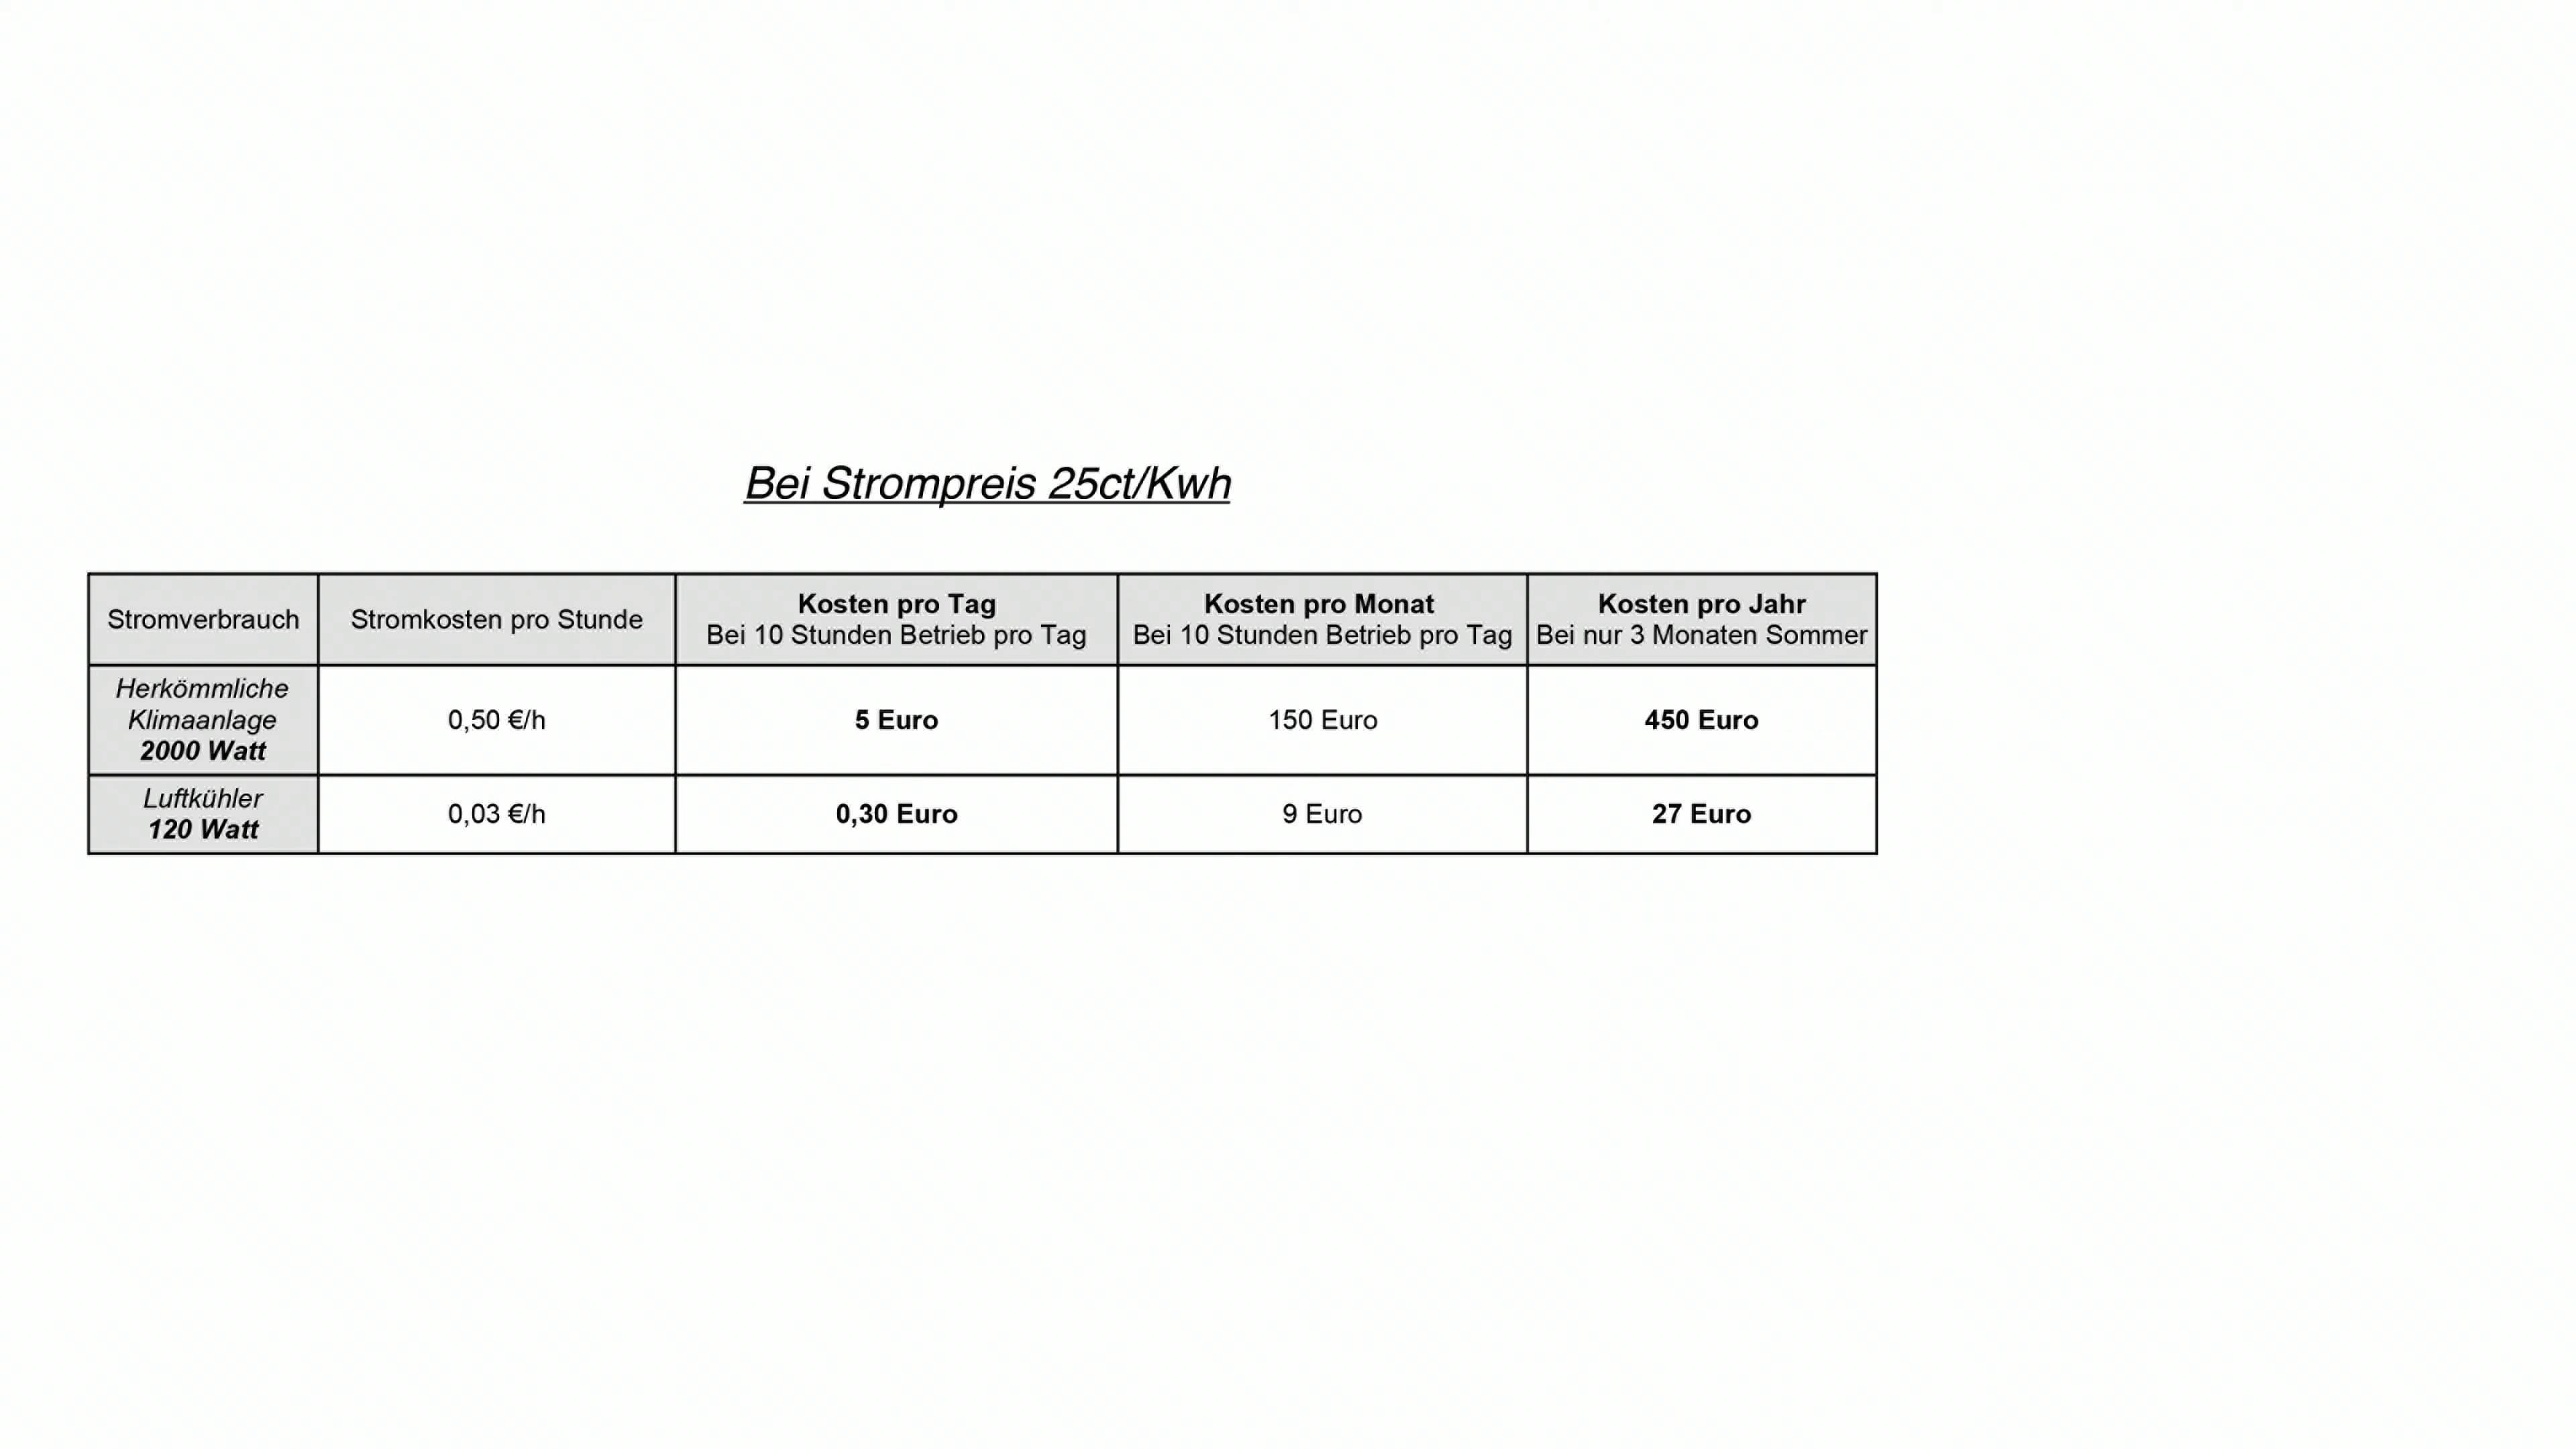 Bei Strompreis 25ct/Kwh
Stromverbrauch
Stromkosten pro Stunde
Kosten pro Tag
Bei 10 Stunden Betrieb pro Tag
Kosten pro Monat
Bei 10 Stunden Betrieb pro Tag
Kosten pro Jahr
Bei nur 3 Monaten Sommer
Herkömmliche
Klimaanlage
2000 Watt
0,50 €/h
5 Euro
150 Euro
450 Euro
Luftkühler
120 Watt
0,03 €/h
0,30 Euro
9 Euro
27 Euro